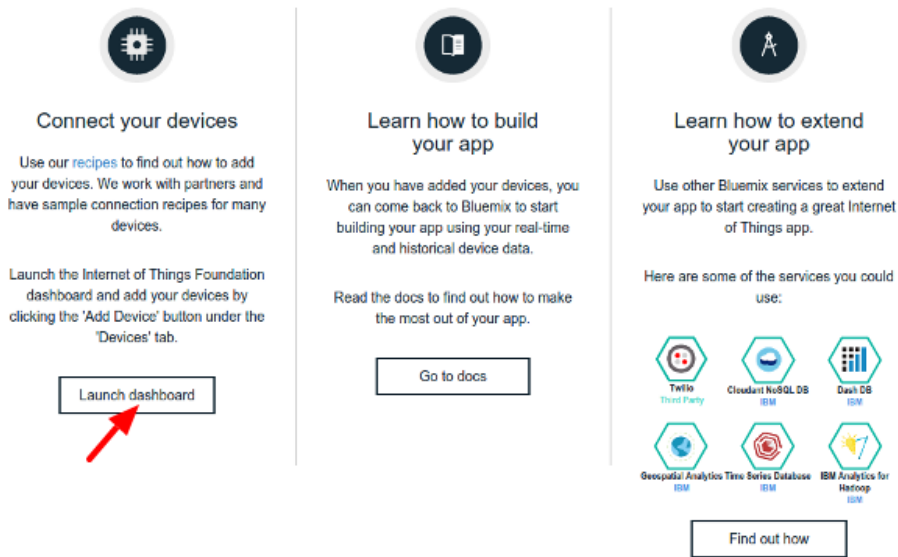 Connect your devices
Use our recipes to find out how to add
your devices. We work with partners and
have sample connection recipes for many
devices.
Launch the Internet of Things Foundation
dashboard and add your devices by
clicking the 'Add Device' button under the
'Devices' tab.
Launch dashboard
Learn how to build
your app
When you have added your devices, you
can come back to Bluemix to start
building your app using your real-time
and historical device data.
Read the docs to find out how to make
the most out of your app.
Go to docs
Learn how to extend
your app
Use other Bluemix services to extend
your app to start creating a great Internet
of Things app.
Here are some of the services you could
use:
Twilio
Third Party
Cloudant NoSQL DB
IBM
Dash DB
IBM
Geospatial Analytics
IBM
Time Series Database
IBM
IBM Analytics for
Hadoop
IBM
Find out how